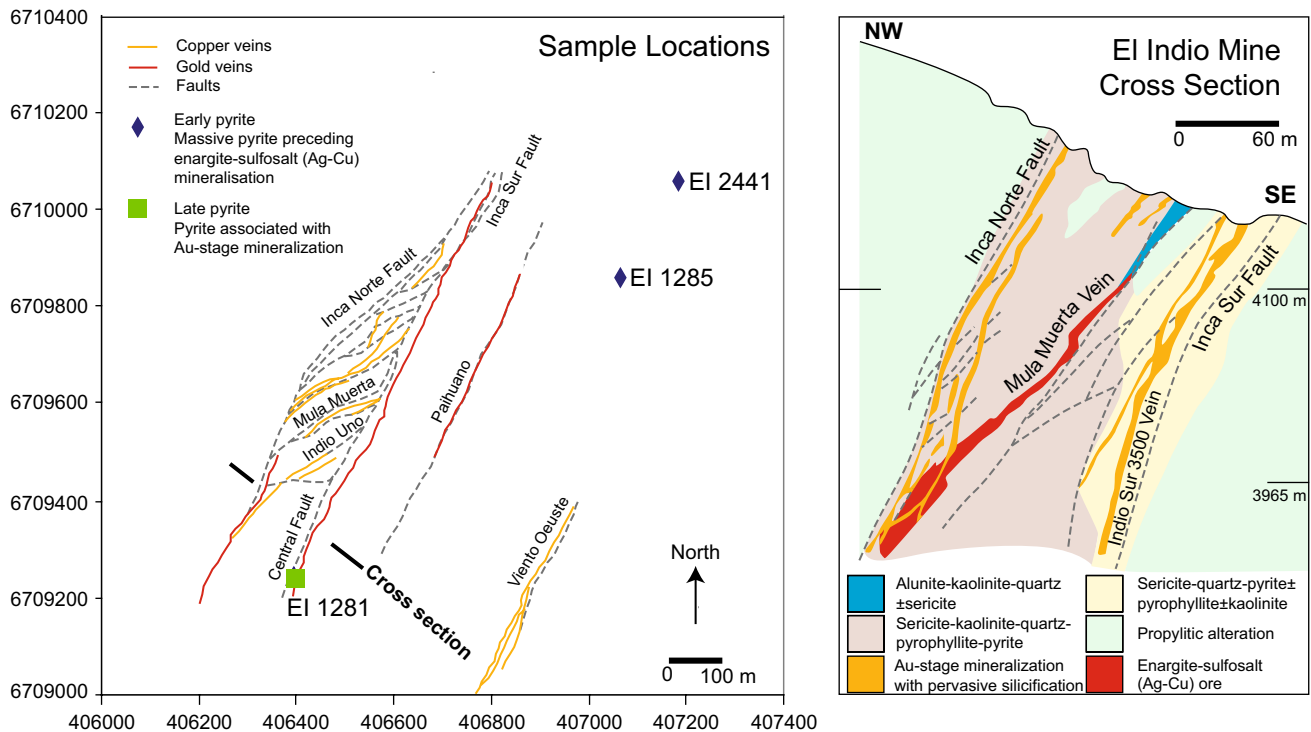 Sample Locations
Copper veins
Gold veins
Faults
Early pyrite
Massive pyrite preceding
enargite-sulfosalt (Ag-Cu)
mineralisation
Late pyrite
Pyrite associated with
Au-stage mineralization
6710400
6710200
6710000
6709800
6709600
6709400
6709200
6709000
406000
406200
406400
406600
406800
407000
407200
407400
EI 2441
EI 1285
EI 1281
Inca Sur Fault
Inca Norte Fault
Mula Muerta
Indio Uno
Paihuano
Central Fault
Viento Oeuste
Cross section
North
0 100 m
El Indio Mine
Cross Section
0 60 m
NW
SE
Inca Norte Fault
Mula Muerta Vein
Indio Sur 3500 Vein
Inca Sur Fault
4100 m
3965 m
Alunite-kaolinite-quartz
±sericite
Sericite-kaolinite-quartz-
pyrophyllite-pyrite
Au-stage mineralization
with pervasive silicification
Sericite-quartz-pyrite±
pyrophyllite±kaolinite
Propylitic alteration
Enargite-sulfosalt
(Ag-Cu) ore